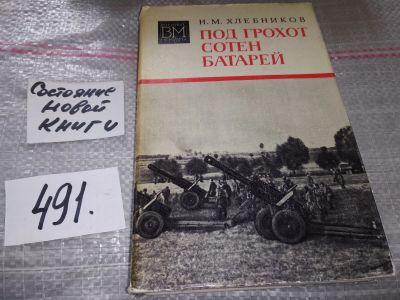 Состояние
новой
книги
491.
ВМ
Н. М. ХЛЕБНИКОВ
ПОД ГРОХОТ
СОТЕН
БАТАРЕЙ